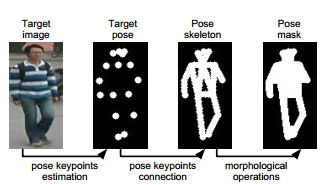 Target image
Target pose
Pose skeleton
Pose mask
pose keypoints estimation
pose keypoints connection
morphological operations